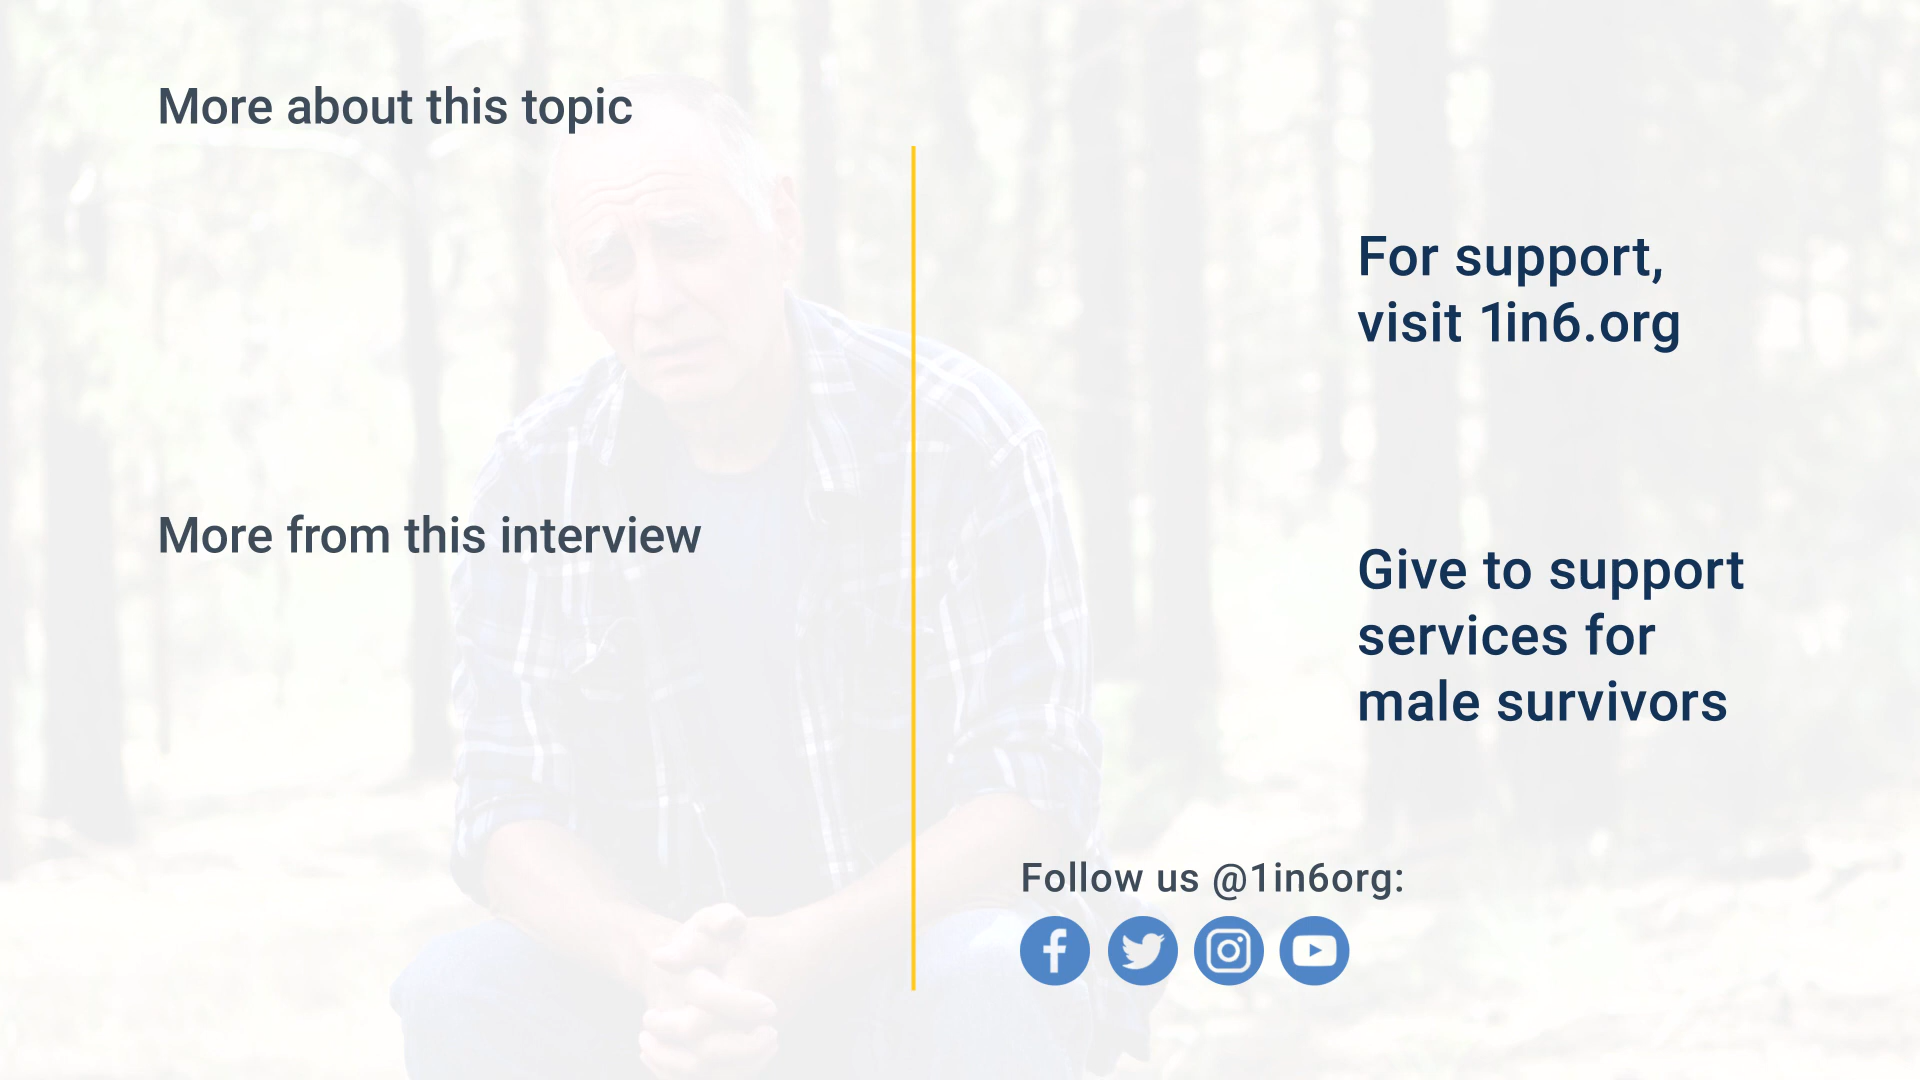 More about this topic
More from this interview
For support,
visit 1in6.org
Give to support
services for
male survivors
Follow us @1in6org: